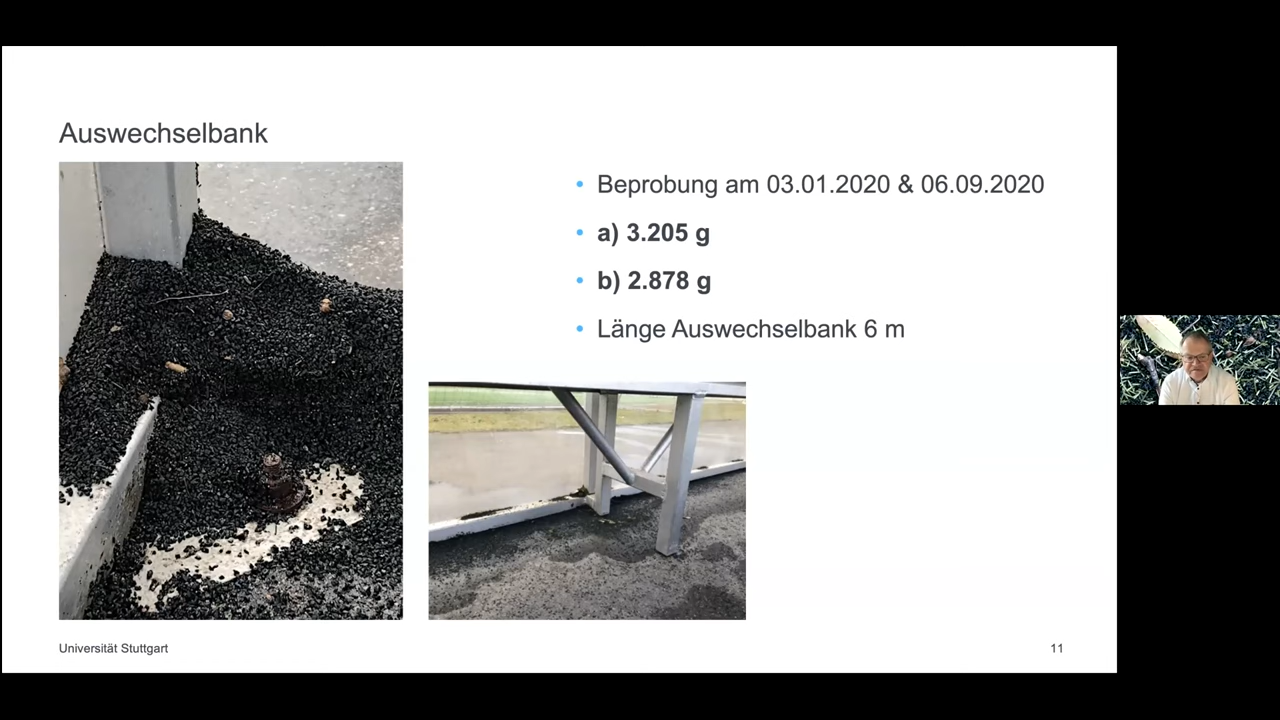 Auswechselbank
• Beprobung am 03.01.2020 & 06.09.2020
• a) 3.205 g
• b) 2.878 g
• Länge Auswechselbank 6 m
Universität Stuttgart
11